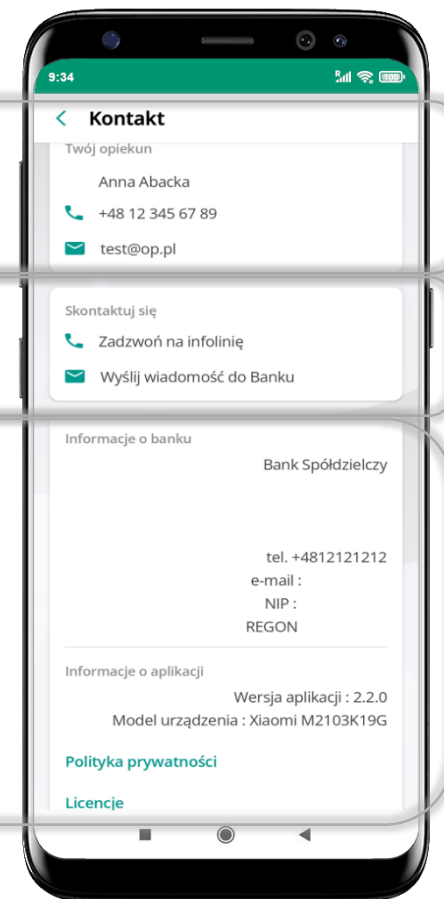 9:34
R
100
Kontakt
Twój opiekun
Anna Abacka
+48 12 345 67 89
test@op.pl
Skontaktuj się
Zadzwoń na infolinię
Wyślij wiadomość do Banku
Informacje o banku
Bank Spółdzielczy
tel. +4812121212
e-mail :
NIP :
REGON
Informacje o aplikacji
Wersja aplikacji : 2.2.0
Model urządzenia : Xiaomi M2103K19G
Polityka prywatności
Licencje